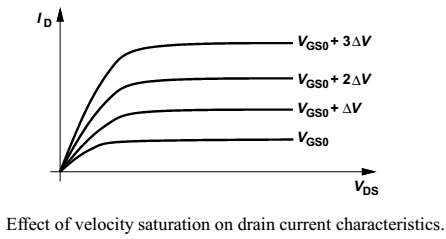 I_D
V_GS0 + 3ΔV
V_GS0 + 2ΔV
V_GS0 + ΔV
V_GS0
V_DS
Effect of velocity saturation on drain current characteristics.